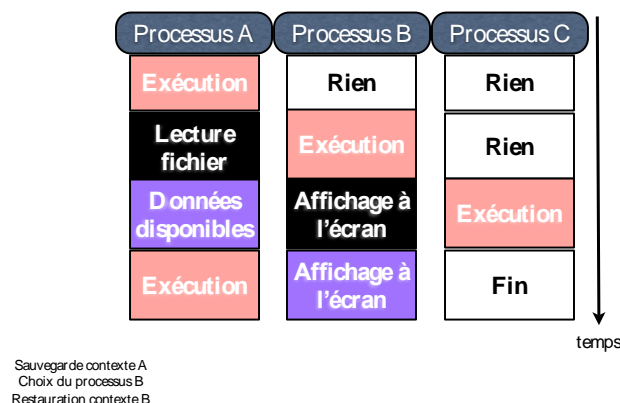 Processus A
Processus B
Processus C
Exécution
Rien
Rien
Lecture
fichier
Exécution
Rien
Données
disponibles
Affichage à
l'écran
Exécution
Exécution
Affichage à
l'écran
Fin
temps
Sauvegarde contexte A
Choix du processus B
Restauration contexte B